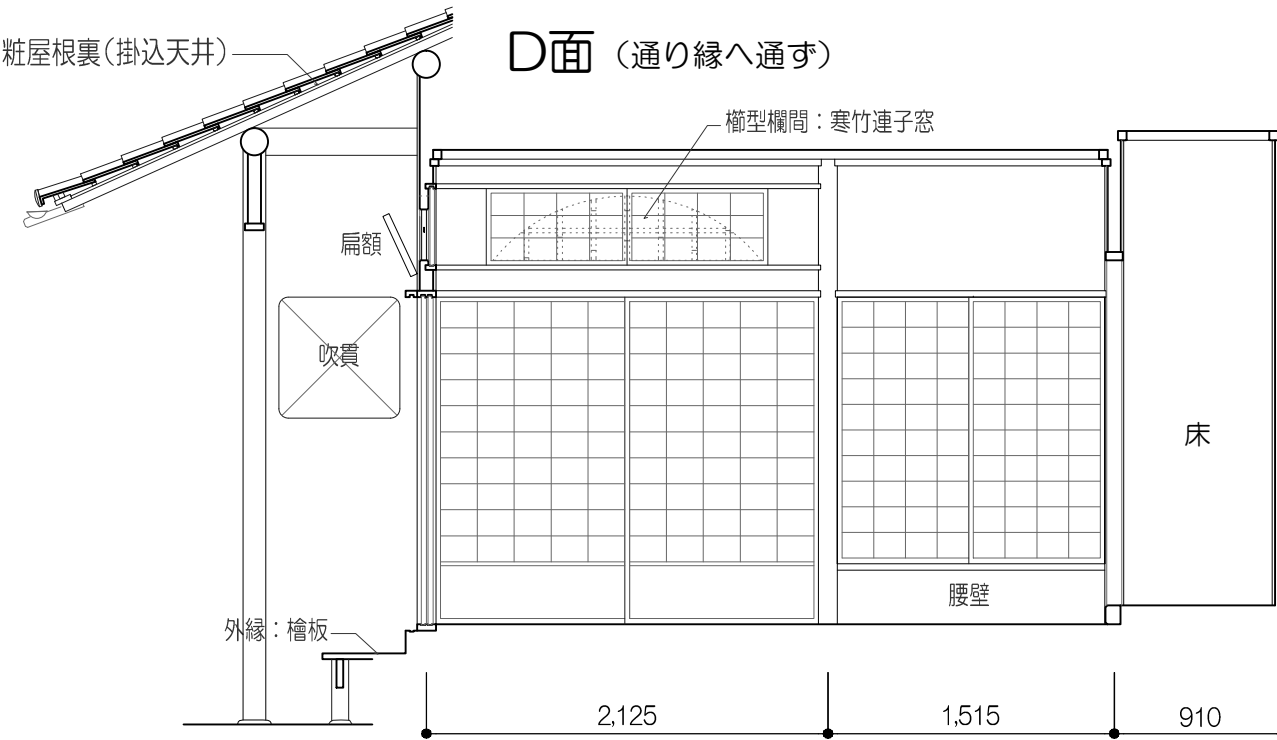 D面 (通り縁へ通ず)
粧屋根裏(掛込天井)
櫛型欄間：寒竹連子窓
扁額
吹貫
床
腰壁
外縁：檜板
2,125
1,515
910